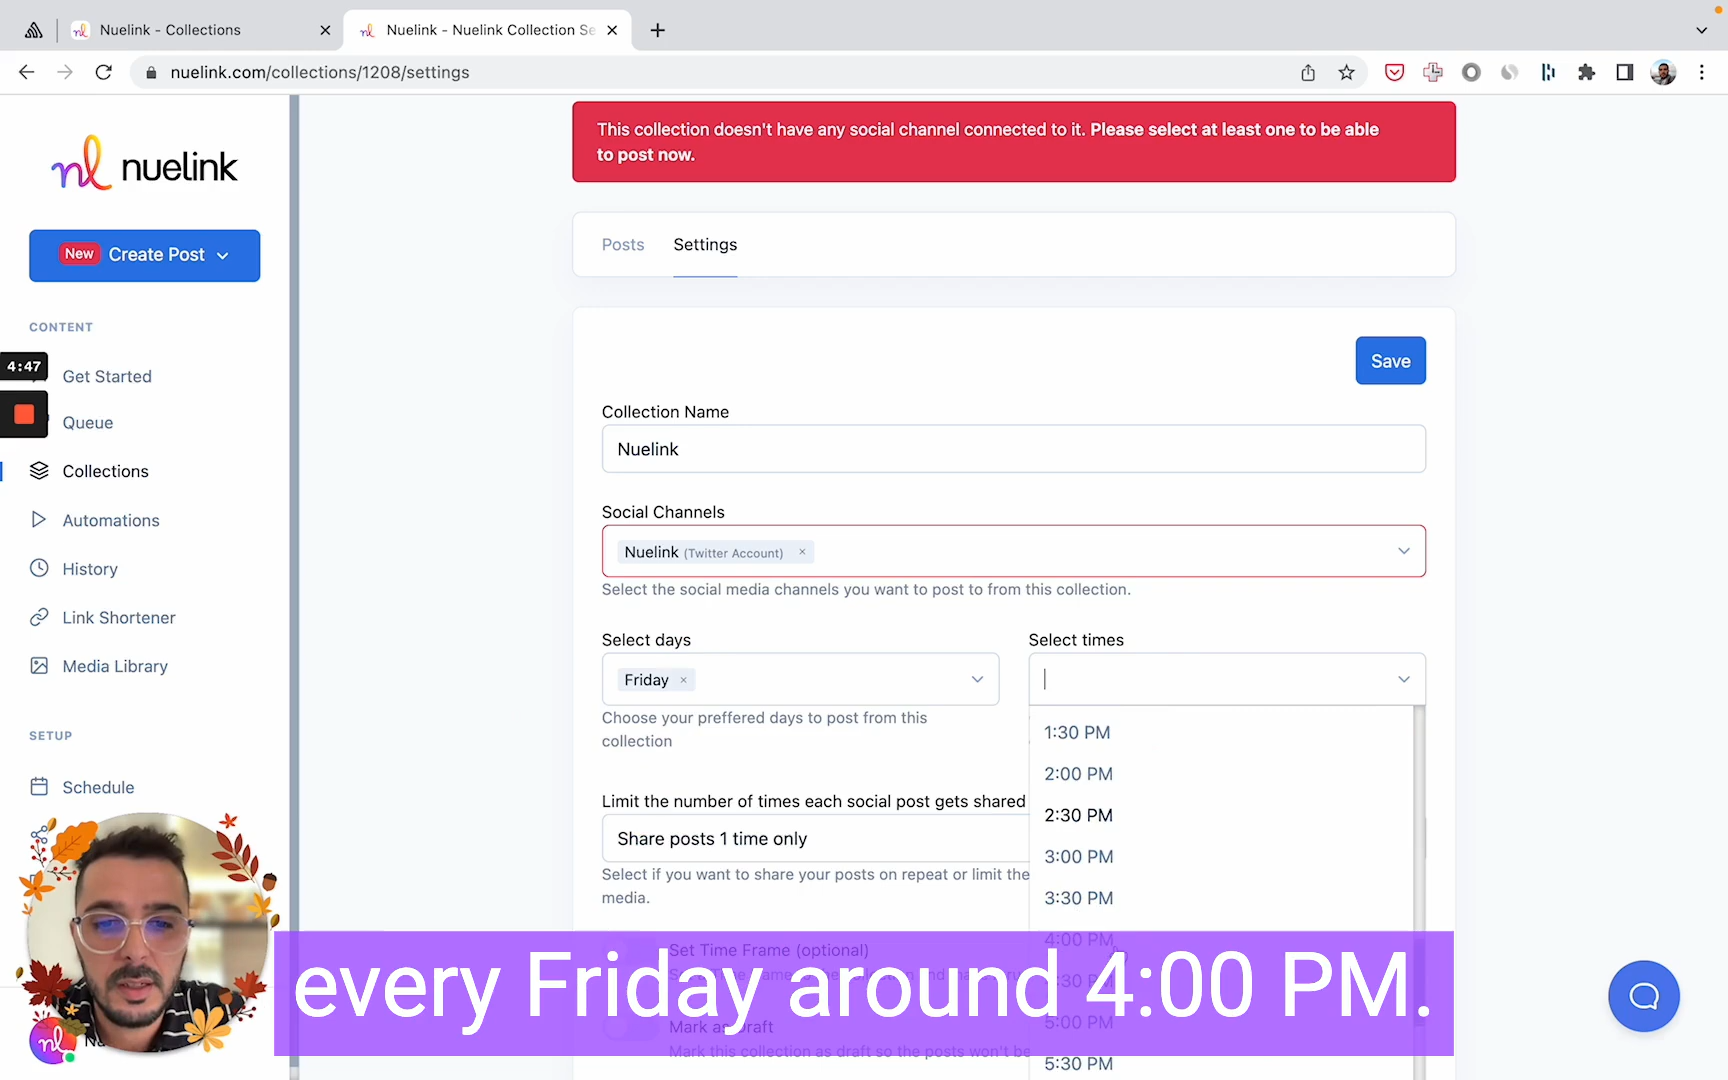 Nuelink - Collections
Nuelink - Nuelink Collection Se
nuelink.com/collections/1208/settings
nl nuelink
New Create Post
CONTENT
4:47
Get Started
Queue
Collections
Automations
History
Link Shortener
Media Library
SETUP
Schedule
nl
This collection doesn't have any social channel connected to it. Please select at least one to be able
to post now.
Posts Settings
Save
Collection Name
Nuelink
Social Channels
Nuelink (Twitter Account) ×
Select the social media channels you want to post to from this collection.
Select days
Friday ×
Choose your preffered days to post from this
collection
Select times
1:30 PM
2:00 PM
2:30 PM
3:00 PM
3:30 PM
4:00 PM
:30 PM
5:00 PM
5:30 PM
Limit the number of times each social post gets shared
Share posts 1 time only
Select if you want to share your posts on repeat or limit the
media.
Set Time Frame (optional)
Mark as Draft
Mark this collection as draft so the posts won't be
every Friday around 4:00 PM.